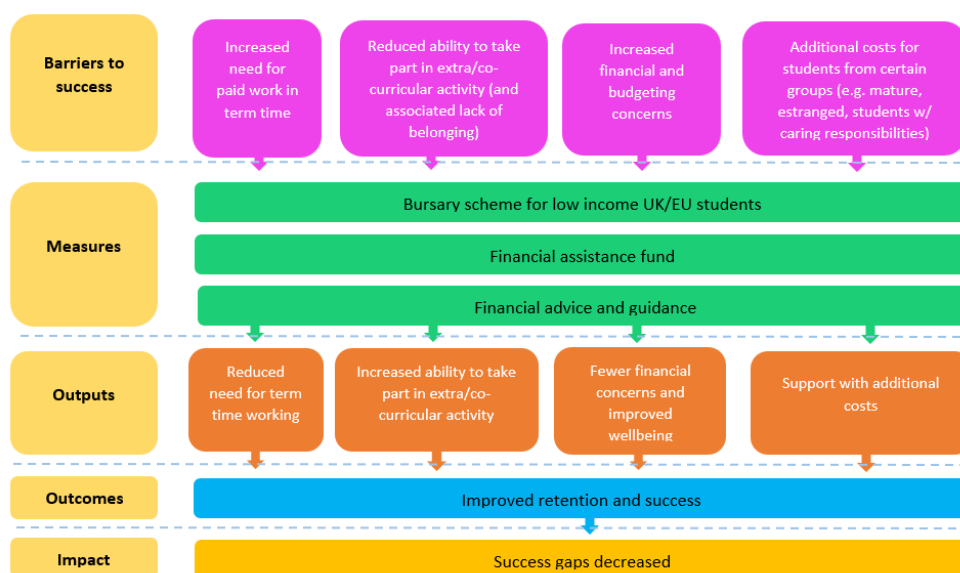 Barriers to
success
Increased
need for
paid work in
term time
Reduced ability to take
part in extra/co-
curricular activity (and
associated lack of
belonging)
Increased
financial and
budgeting
concerns
Additional costs for
students from certain
groups (e.g. mature,
estranged, students w/
caring responsibilities)
Measures
Bursary scheme for low income UK/EU students
Financial assistance fund
Financial advice and guidance
Outputs
Reduced
need for term
time working
Increased ability to take
part in extra/co-
curricular activity
Fewer financial
concerns and
improved
wellbeing
Support with additional
costs
Outcomes
Improved retention and success
Impact
Success gaps decreased